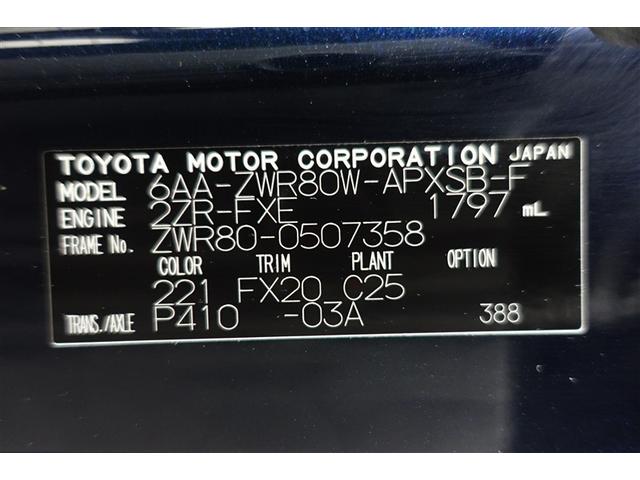 TOYOTA MOTOR CORPORATION JAPAN
MODEL 6AA-ZWR80W-APXSB-F
ENGINE 2ZR-FXE 1797 mL
FRAME No. ZWR80-0507358
COLOR TRIM PLANT OPTION
221 FX20 C25
TRANS./AXLE P410 -03A 388